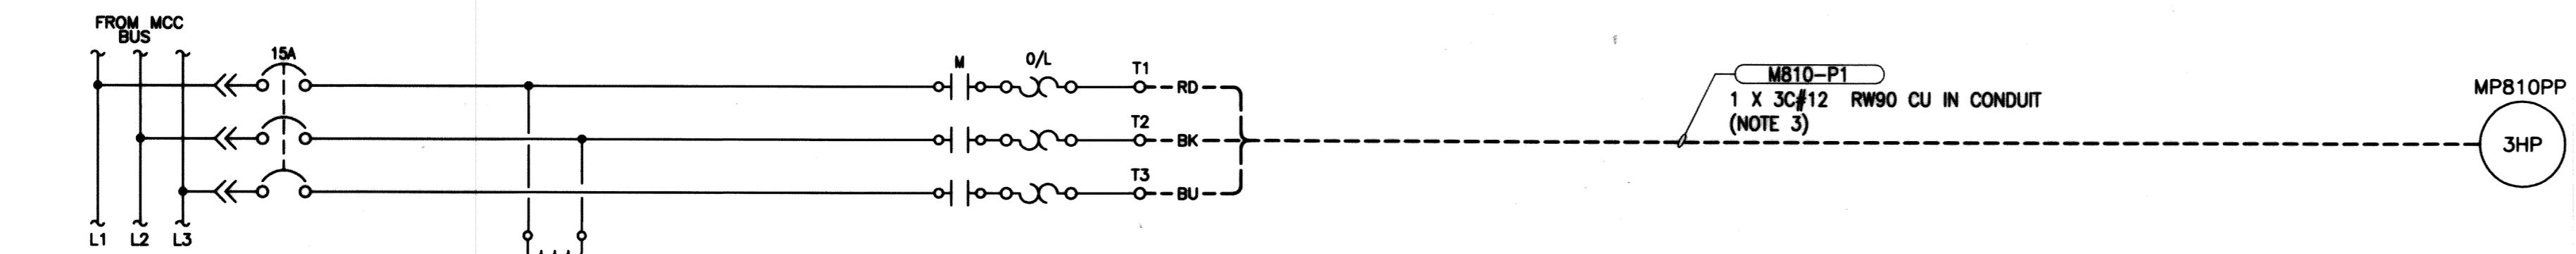 FROM MCC
BUS
15A
M
O/L
T1
RD
T2
BK
T3
BU
L1 L2 L3
M810-P1
1 X 3C#12 RW90 CU IN CONDUIT
(NOTE 3)
MP810PP
3HP